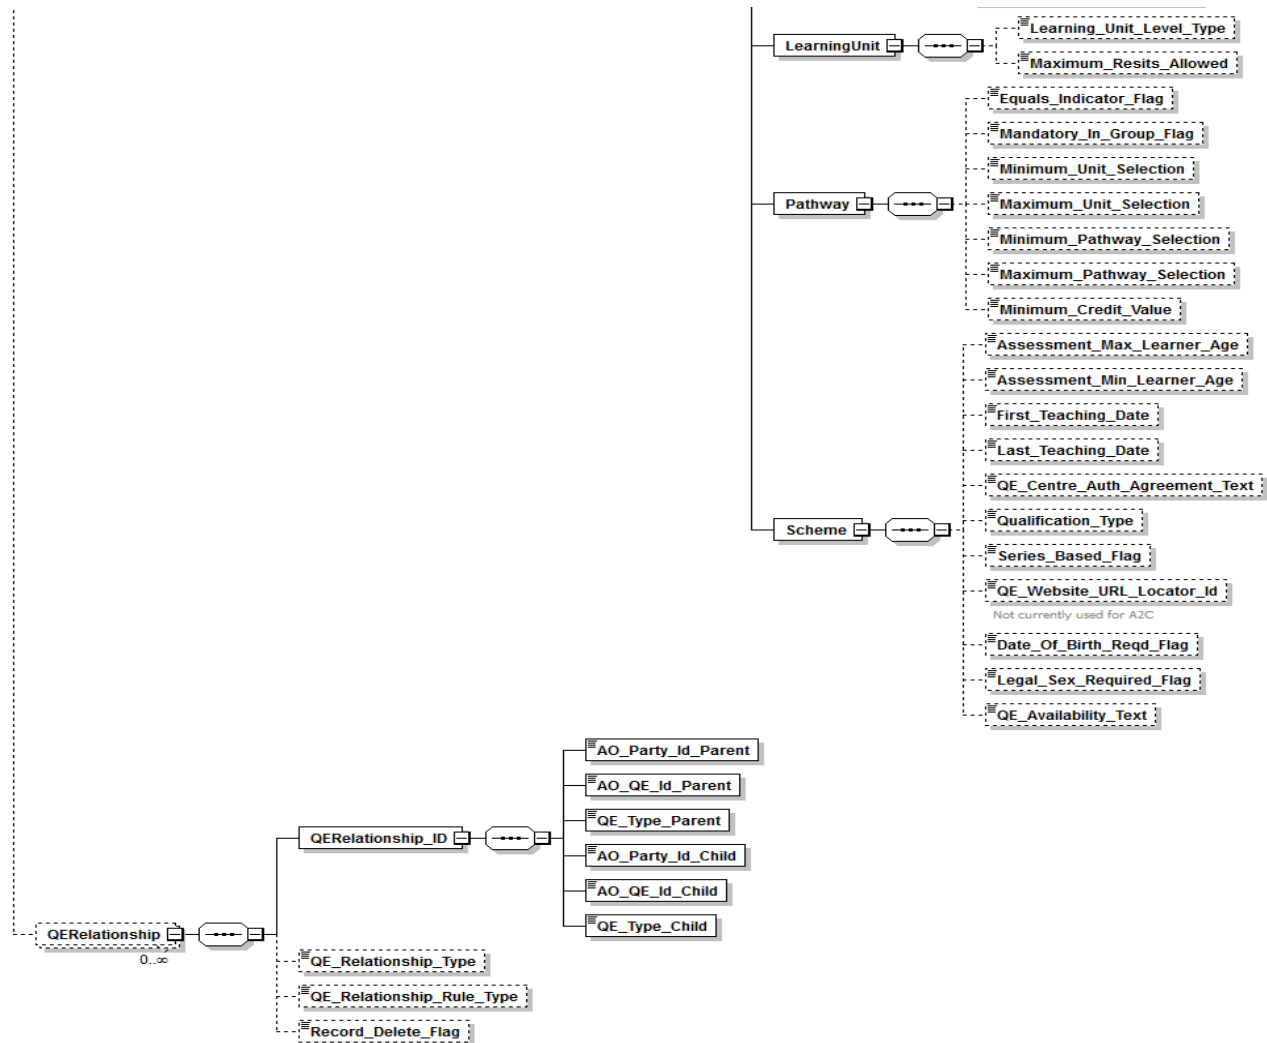 LearningUnit
Learning_Unit_Level_Type
Maximum_Resits_Allowed
Pathway
Equals_Indicator_Flag
Mandatory_In_Group_Flag
Minimum_Unit_Selection
Maximum_Unit_Selection
Minimum_Pathway_Selection
Maximum_Pathway_Selection
Minimum_Credit_Value
Scheme
Assessment_Max_Learner_Age
Assessment_Min_Learner_Age
First_Teaching_Date
Last_Teaching_Date
QE_Centre_Auth_Agreement_Text
Qualification_Type
Series_Based_Flag
QE_Website_URL_Locator_Id
Not currently used for A2C
Date_Of_Birth_Reqd_Flag
Legal_Sex_Required_Flag
QE_Availability_Text
QERelationship
0..∞
QERelationship_ID
AO_Party_Id_Parent
AO_QE_Id_Parent
QE_Type_Parent
AO_Party_Id_Child
AO_QE_Id_Child
QE_Type_Child
QE_Relationship_Type
QE_Relationship_Rule_Type
Record_Delete_Flag